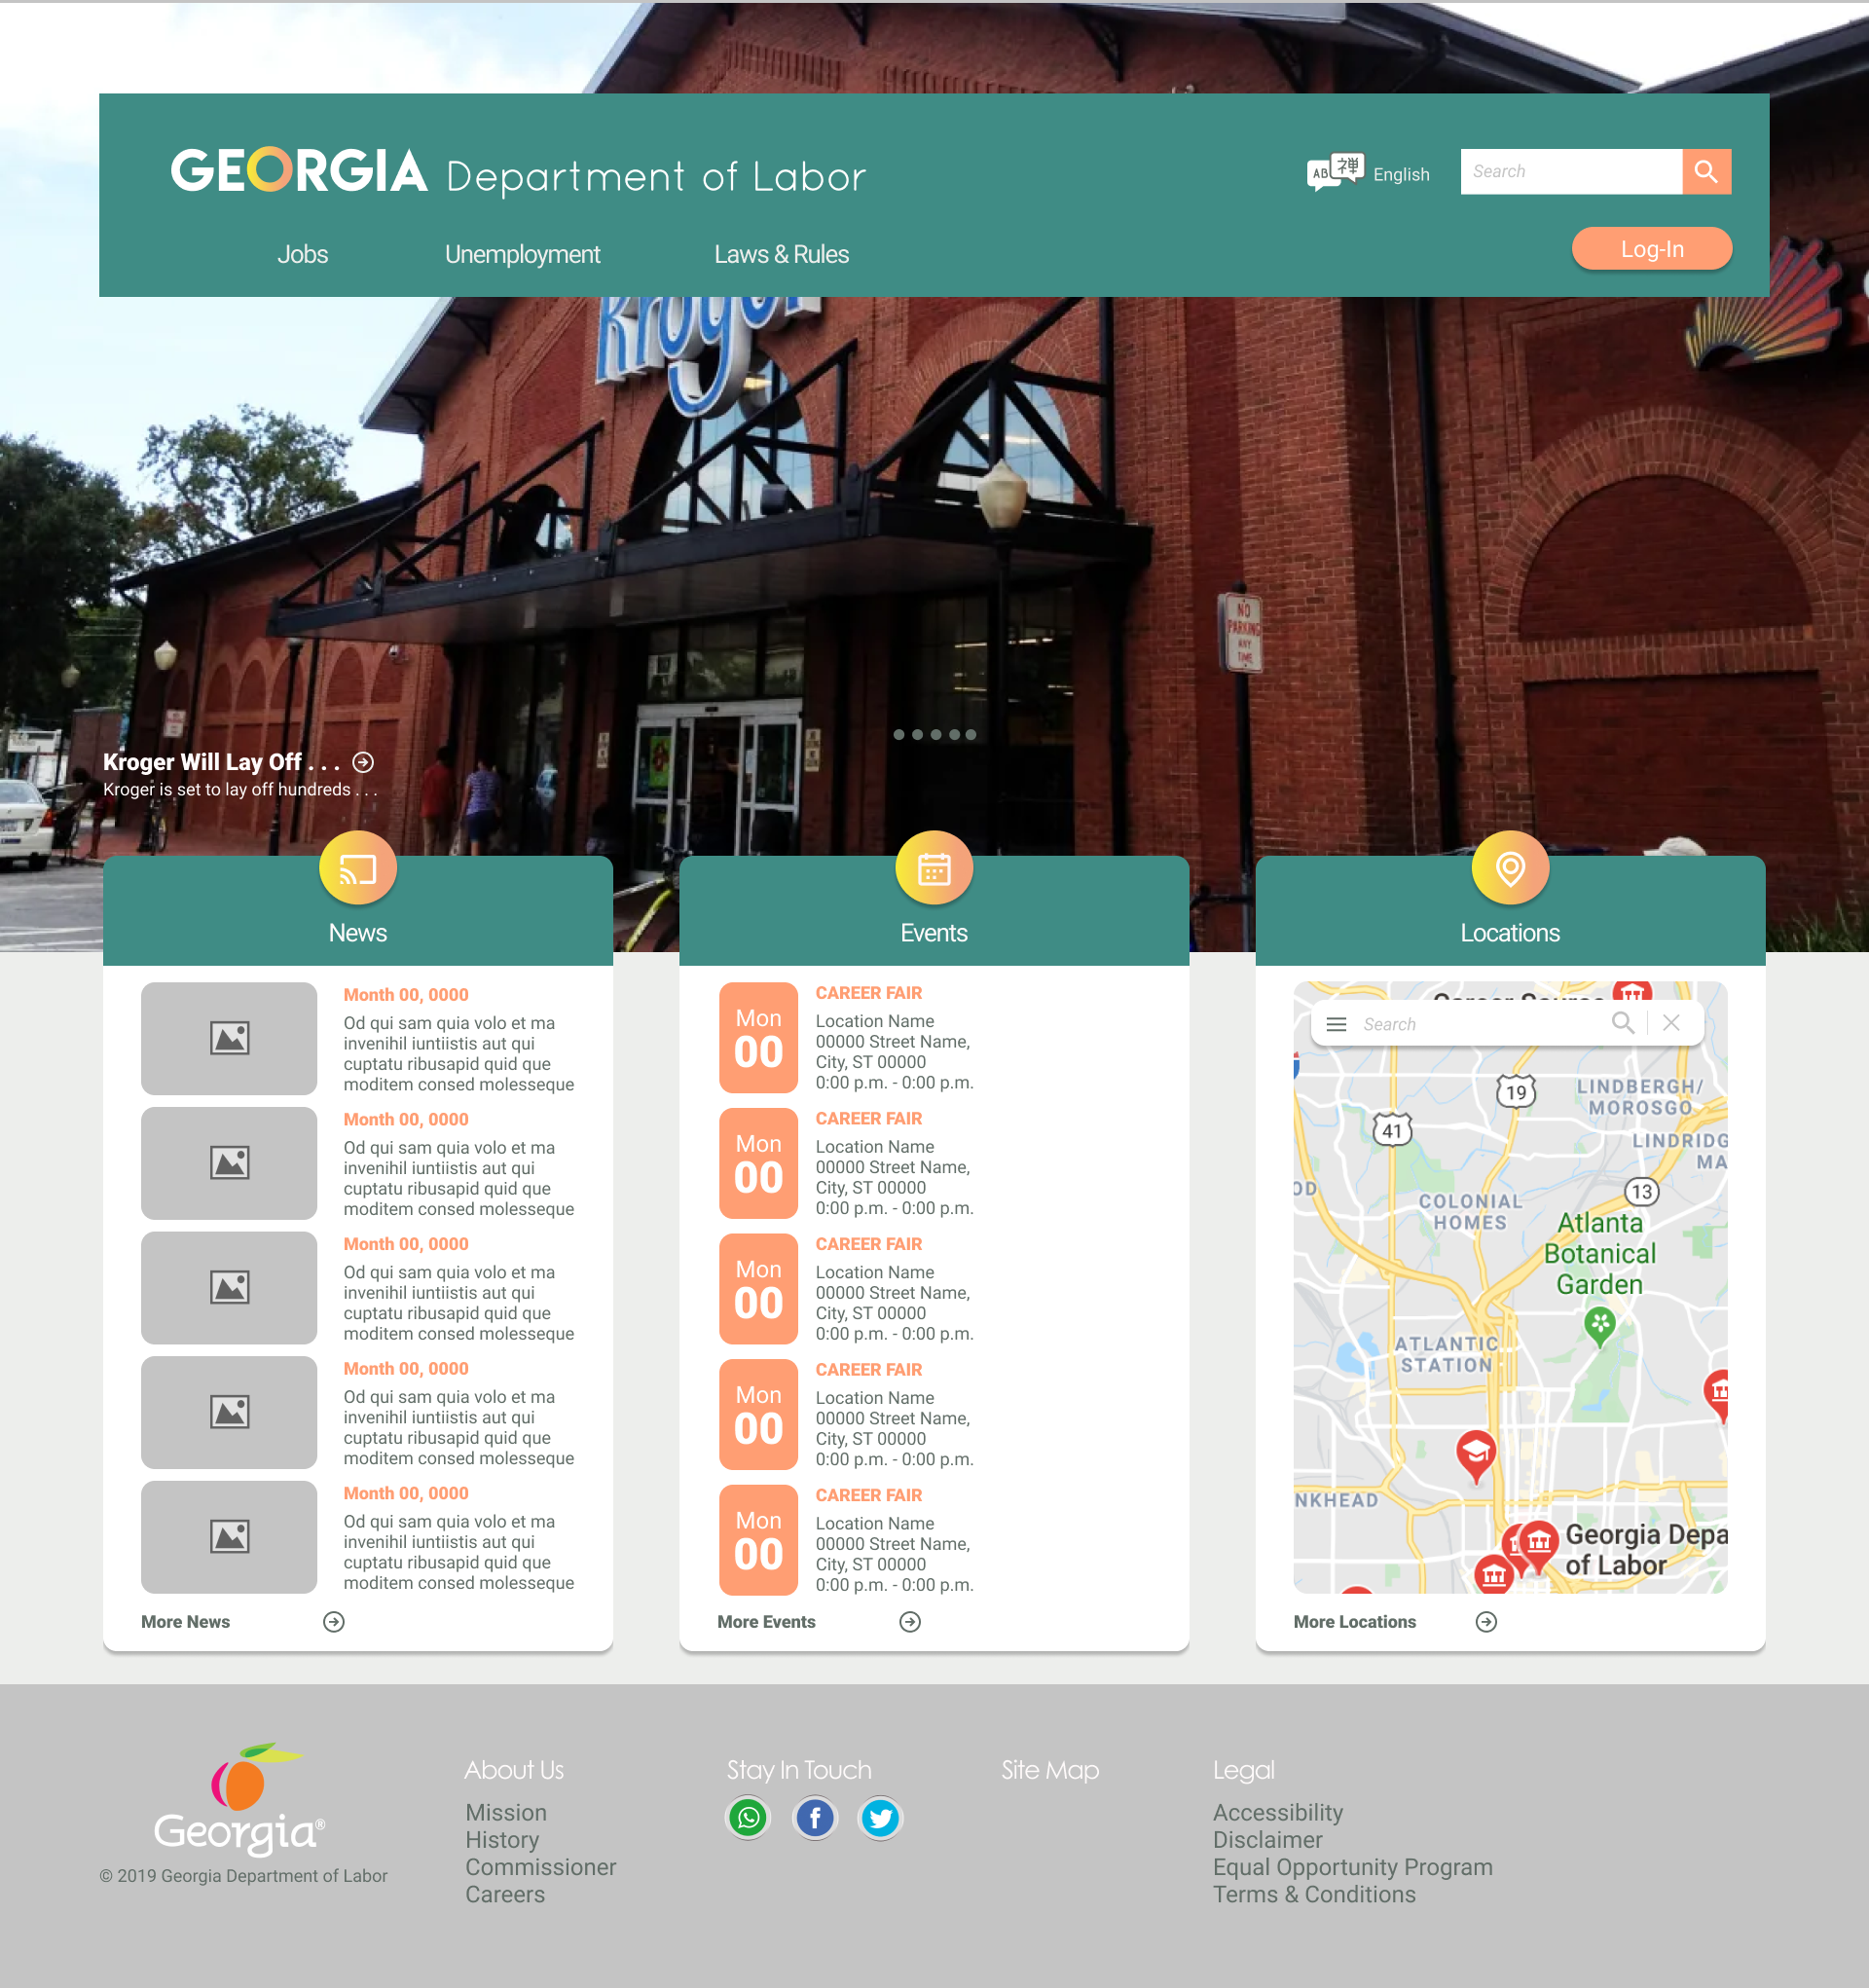 GEORGIA Department of Labor
AB 禅 English
Search
Jobs
Unemployment
Laws & Rules
Log-In
Kroger
NO
PARKING
ANY
TIME
Kroger Will Lay Off . . .
Kroger is set to lay off hundreds . . .
News
Month 00, 0000
Od qui sam quia volo et ma
invenihil iuntiistis aut qui
cuptatu ribusapid quid que
moditem consed molesseque
Month 00, 0000
Od qui sam quia volo et ma
invenihil iuntiistis aut qui
cuptatu ribusapid quid que
moditem consed molesseque
Month 00, 0000
Od qui sam quia volo et ma
invenihil iuntiistis aut qui
cuptatu ribusapid quid que
moditem consed molesseque
Month 00, 0000
Od qui sam quia volo et ma
invenihil iuntiistis aut qui
cuptatu ribusapid quid que
moditem consed molesseque
Month 00, 0000
Od qui sam quia volo et ma
invenihil iuntiistis aut qui
cuptatu ribusapid quid que
moditem consed molesseque
More News
Events
Mon
00
CAREER FAIR
Location Name
00000 Street Name,
City, ST 00000
0:00 p.m. - 0:00 p.m.
Mon
00
CAREER FAIR
Location Name
00000 Street Name,
City, ST 00000
0:00 p.m. - 0:00 p.m.
Mon
00
CAREER FAIR
Location Name
00000 Street Name,
City, ST 00000
0:00 p.m. - 0:00 p.m.
Mon
00
CAREER FAIR
Location Name
00000 Street Name,
City, ST 00000
0:00 p.m. - 0:00 p.m.
Mon
00
CAREER FAIR
Location Name
00000 Street Name,
City, ST 00000
0:00 p.m. - 0:00 p.m.
More Events
Locations
Career Source
Search
19
LINDBERGH/
MOROSGO
41
LINDRIDG
MA
OD
13
COLONIAL
HOMES
Atlanta
Botanical
Garden
ATLANTIC
STATION
NKHEAD
Georgia Depa
of Labor
More Locations
Georgia®
© 2019 Georgia Department of Labor
About Us
Mission
History
Commissioner
Careers
Stay In Touch
Site Map
Legal
Accessibility
Disclaimer
Equal Opportunity Program
Terms & Conditions